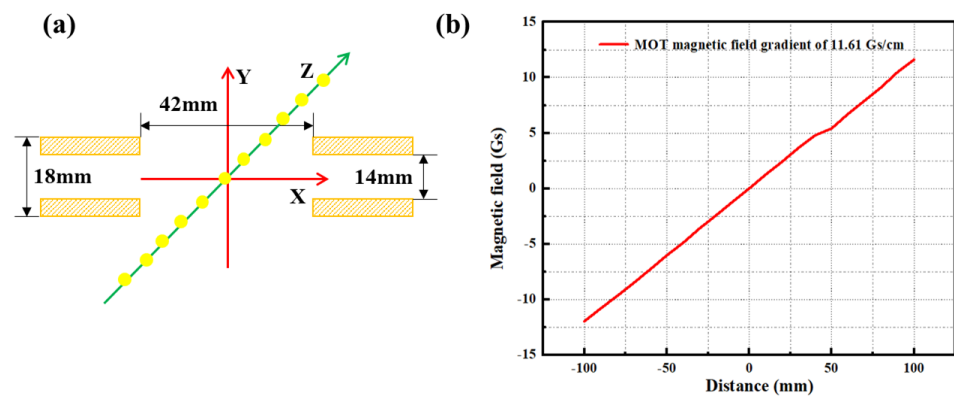 (a)
Y
Z
42mm
18mm
14mm
X
(b)
MOT magnetic field gradient of 11.61 Gs/cm
Magnetic field (Gs)
15
10
5
0
-5
-10
-15
-100
-50
0
50
100
Distance (mm)